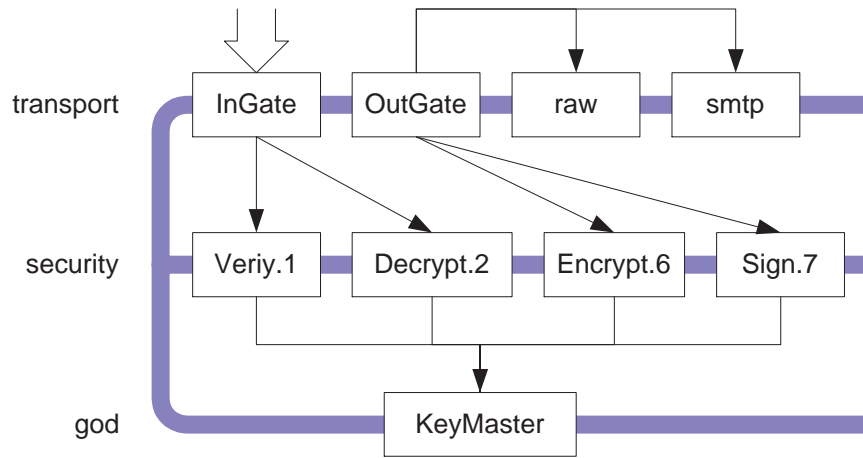 transport InGate OutGate raw smtp
security Veriy.1 Decrypt.2 Encrypt.6 Sign.7
god KeyMaster